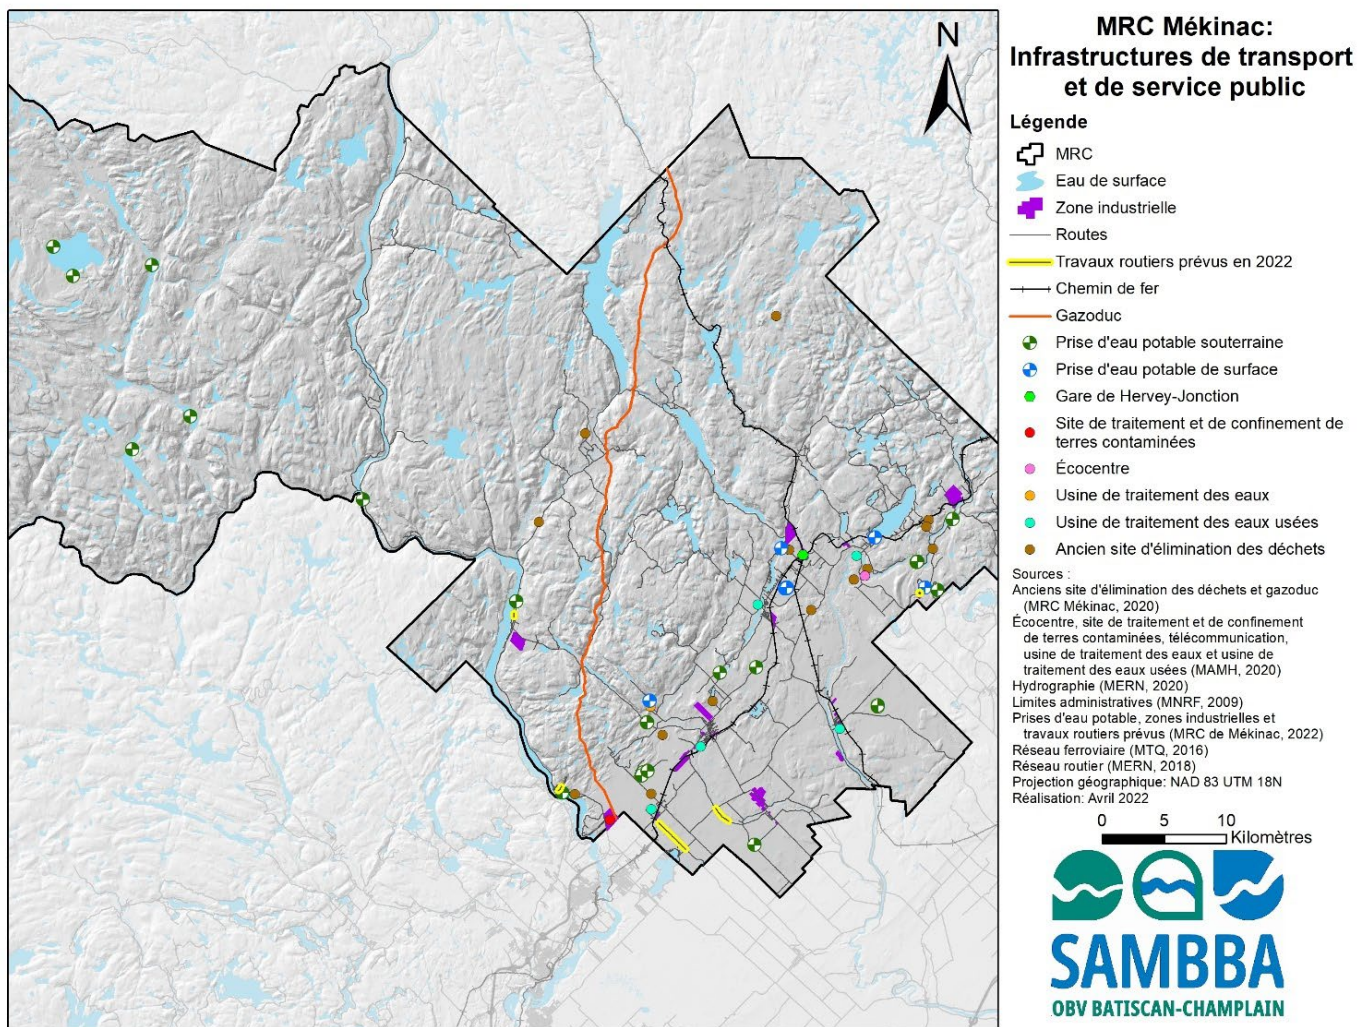 N
MRC Mékinac:
Infrastructures de transport
et de service public
Légende
MRC
Eau de surface
Zone industrielle
Routes
Travaux routiers prévus en 2022
Chemin de fer
Gazoduc
Prise d'eau potable souterraine
Prise d'eau potable de surface
Gare de Hervey-Jonction
Site de traitement et de confinement de
terres contaminées
Écocentre
Usine de traitement des eaux
Usine de traitement des eaux usées
Ancien site d'élimination des déchets
Sources :
Anciens site d'élimination des déchets et gazoduc
(MRC Mékinac, 2020)
Écocentre, site de traitement et de confinement
de terres contaminées, télécommunication,
usine de traitement des eaux et usine de
traitement des eaux usées (MAMH, 2020)
Hydrographie (MERN, 2020)
Limites administratives (MNRF, 2009)
Prises d'eau potable, zones industrielles et
travaux routiers prévus (MRC de Mékinac, 2022)
Réseau ferroviaire (MTQ, 2016)
Réseau routier (MERN, 2018)
Projection géographique: NAD 83 UTM 18N
Réalisation: Avril 2022
0 5 10
Kilomètres
SAMBBA
OBV BATISCAN-CHAMPLAIN